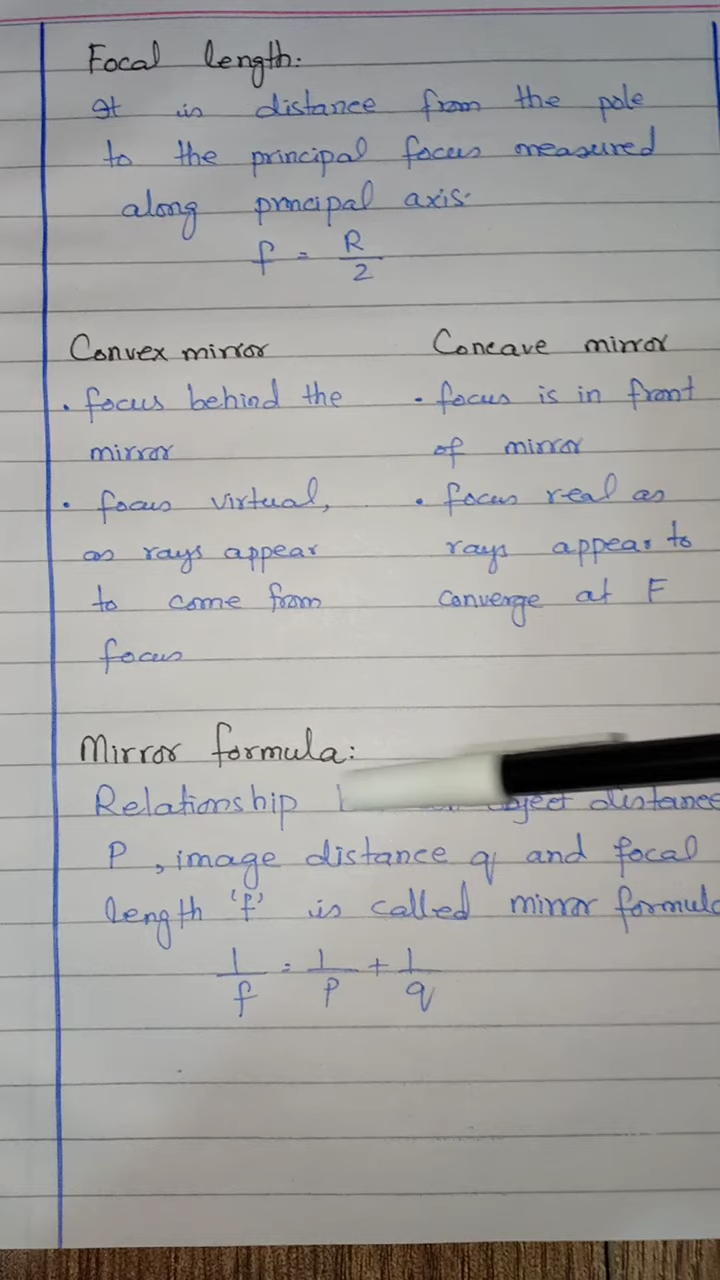 Focal length.
It is distance from the pole
to the principal focus measured
along principal axis.
f = R/2
Convex mirror
. focus behind the
mirror
. focus virtual,
as rays appear
to come from
focus
Concave mirror
. focus is in front
of mirror
. focus real as
rays appear to
converge at F
Mirror formula:
Relationship object distance
P, image distance q and focal
length 'f' is called mirror formula
1/f = 1/P + 1/q